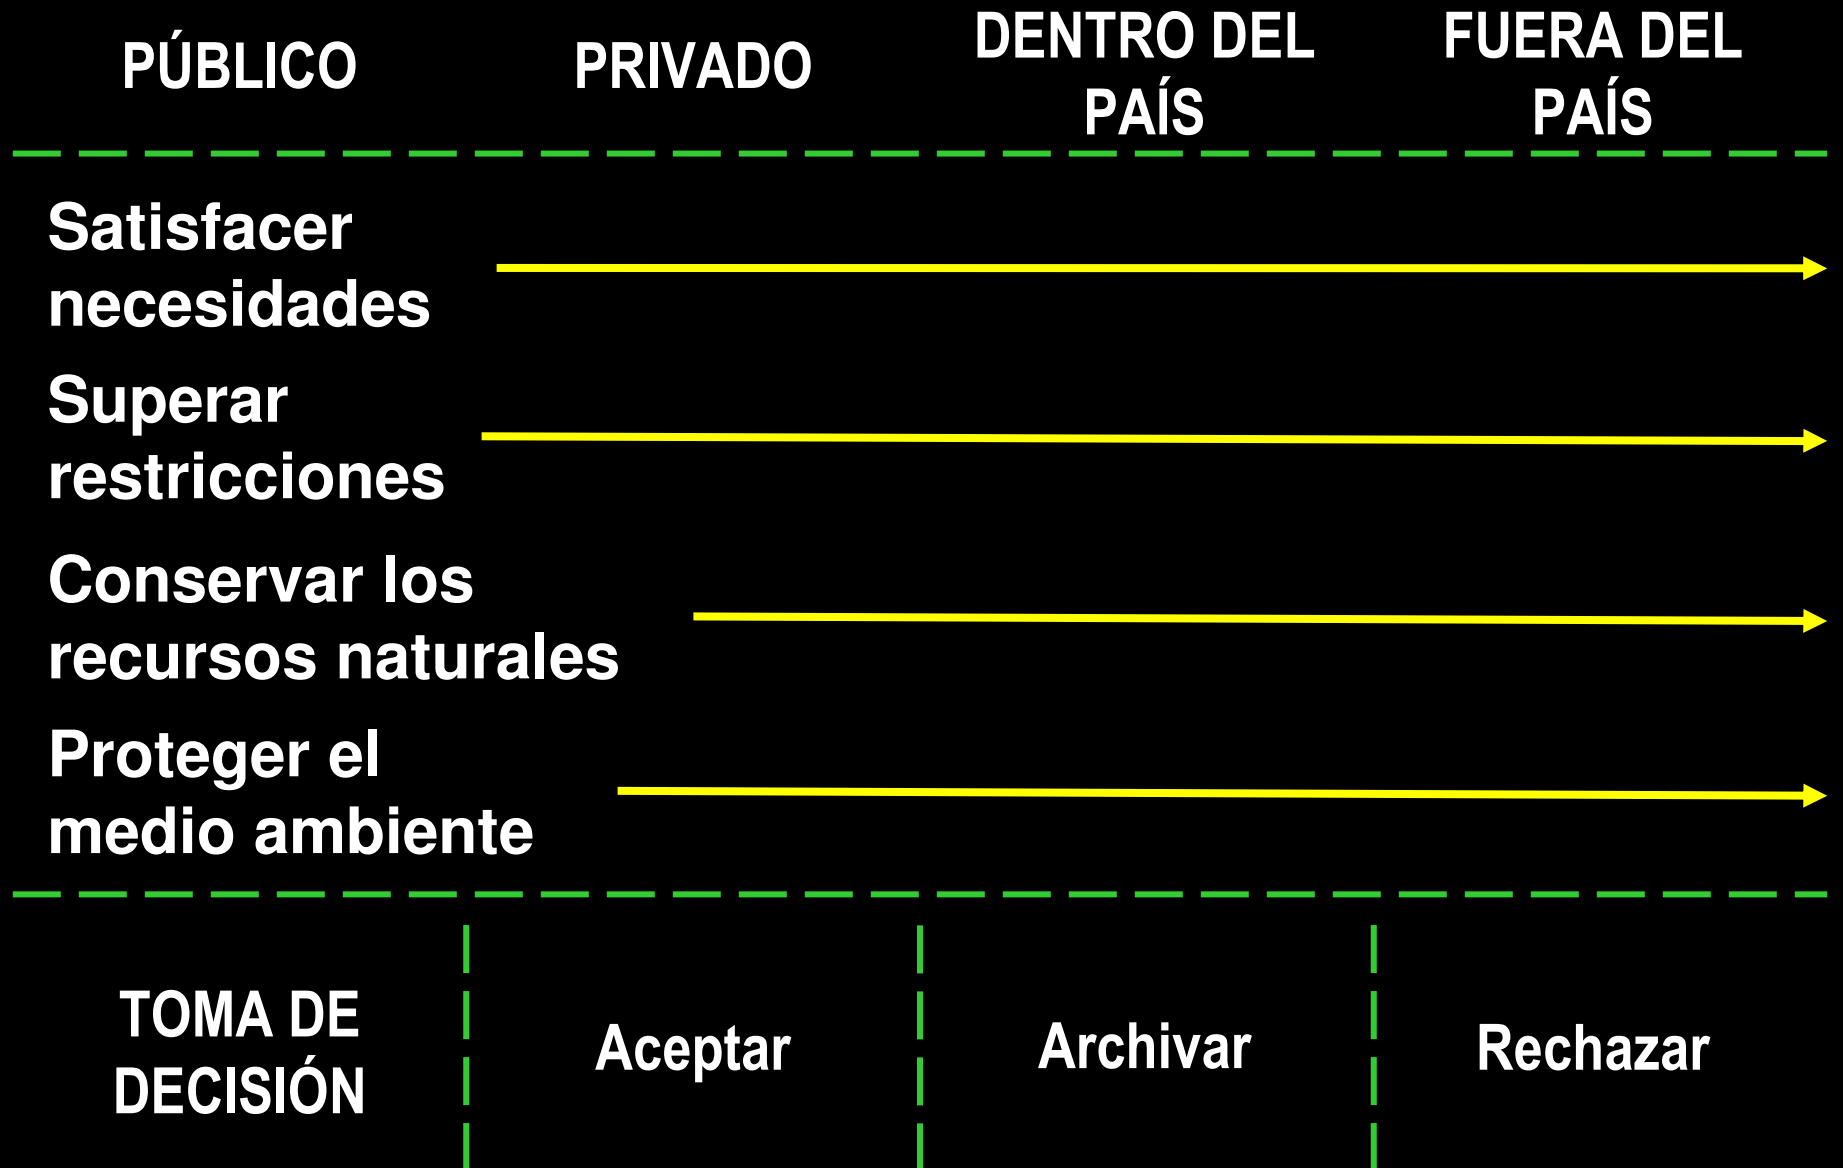 PÚBLICO
PRIVADO
DENTRO DEL
PAÍS
FUERA DEL
PAÍS
Satisfacer
necesidades
Superar
restricciones
Conservar los
recursos naturales
Proteger el
medio ambiente
TOMA DE
DECISIÓN
Aceptar
Archivar
Rechazar